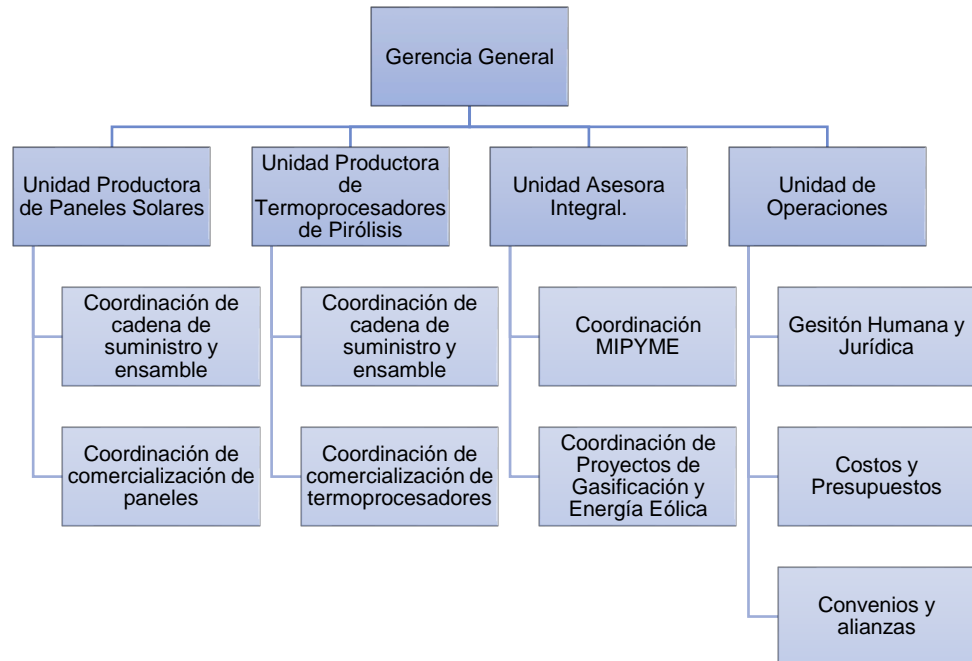 Gerencia General
Unidad Productora
de Paneles Solares
Unidad Productora
de
Termoprocesadores
de Pirólisis
Unidad Asesora
Integral.
Unidad de
Operaciones
Coordinación de
cadena de
suministro y
ensamble
Coordinación de
cadena de
suministro y
ensamble
Coordinación
MIPYME
Gesitón Humana y
Jurídica
Coordinación de
comercialización de
paneles
Coordinación de
comercialización de
termoprocesadores
Coordinación de
Proyectos de
Gasificación y
Energía Eólica
Costos y
Presupuestos
Convenios y
alianzas